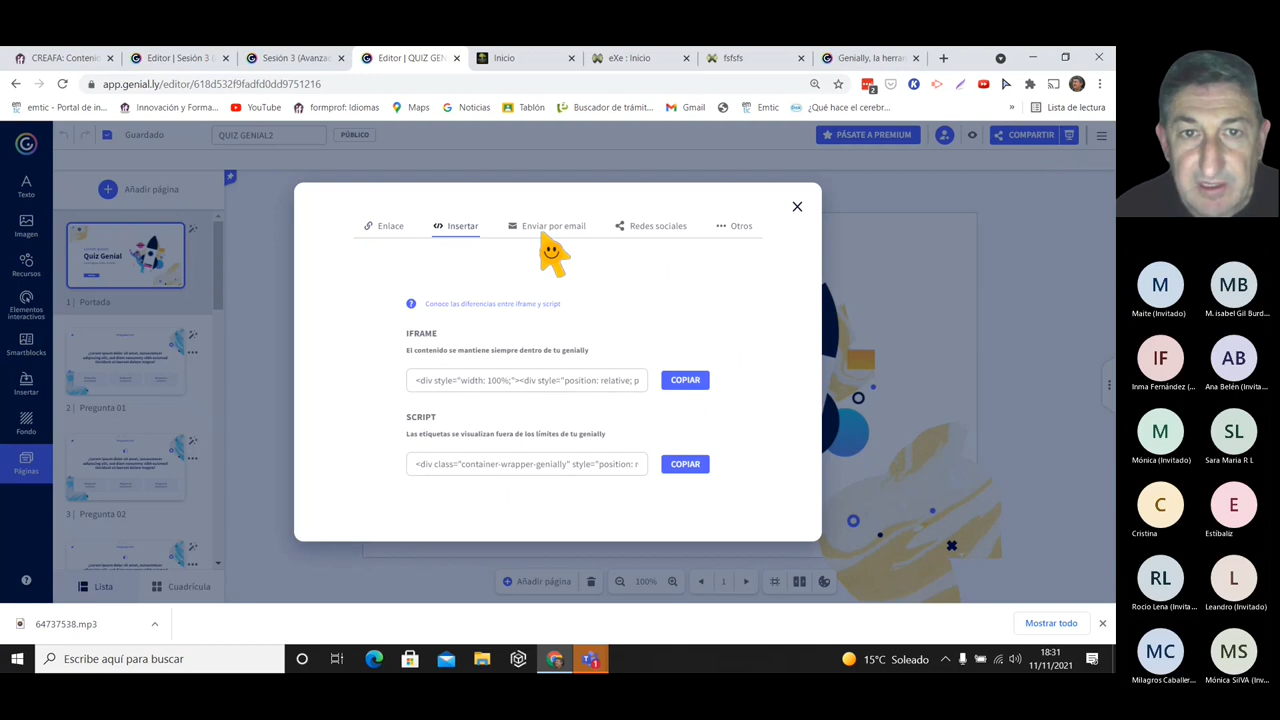 CREAFA: Conteni
Editor | Sesión 3 (
Sesión 3 (Avanza
Editor | QUIZ GEN
Inicio
eXe : Inicio
fsfsfs
Genially, la herra
app.genial.ly/editor/618d532f9fadfd0dd9751216
2
emtic - Portal de in...
Innovación y Forma...
YouTube
formprof: Idiomas
Maps
Noticias
Tablón
Buscador de trámit...
Gmail
Emtic
¿Qué hace el cerebr...
»
Lista de lectura
Guardado
QUIZ GENIAL2
PÚBLICO
PÁSATE A PREMIUM
COMPARTIR
Texto
Imagen
Recursos
Elementos
interactivos
Smartblocks
Insertar
Fondo
Páginas
Añadir página
Quiz Genial
1 | Portada
2 | Pregunta 01
3 | Pregunta 02
Lista
Cuadrícula
Enlace
Insertar
Enviar por email
Redes sociales
Otros
Conoce las diferencias entre iframe y script
IFRAME
El contenido se mantiene siempre dentro de tu genially
<div style="width: 100%;"><div style="position: relative; p
COPIAR
SCRIPT
Las etiquetas se visualizan fuera de los límites de tu genially
<div class="container-wrapper-genially" style="position: r
COPIAR
Añadir página
100%
1
64737538.mp3
Mostrar todo
Escribe aquí para buscar
15°C Soleado
18:31
11/11/2021
M
Maite (Invitado)
MB
M. isabel Gil Burd...
IF
Inma Fernández (...
AB
Ana Belén (Invita...
M
Mónica (Invitado)
SL
Sara Maria R L
C
Cristina
E
Estíbaliz
RL
Rocio Lena (Invita...
L
Leandro (Invitado)
MC
Milagros Caballer...
MS
Mónica SilVA (Inv...